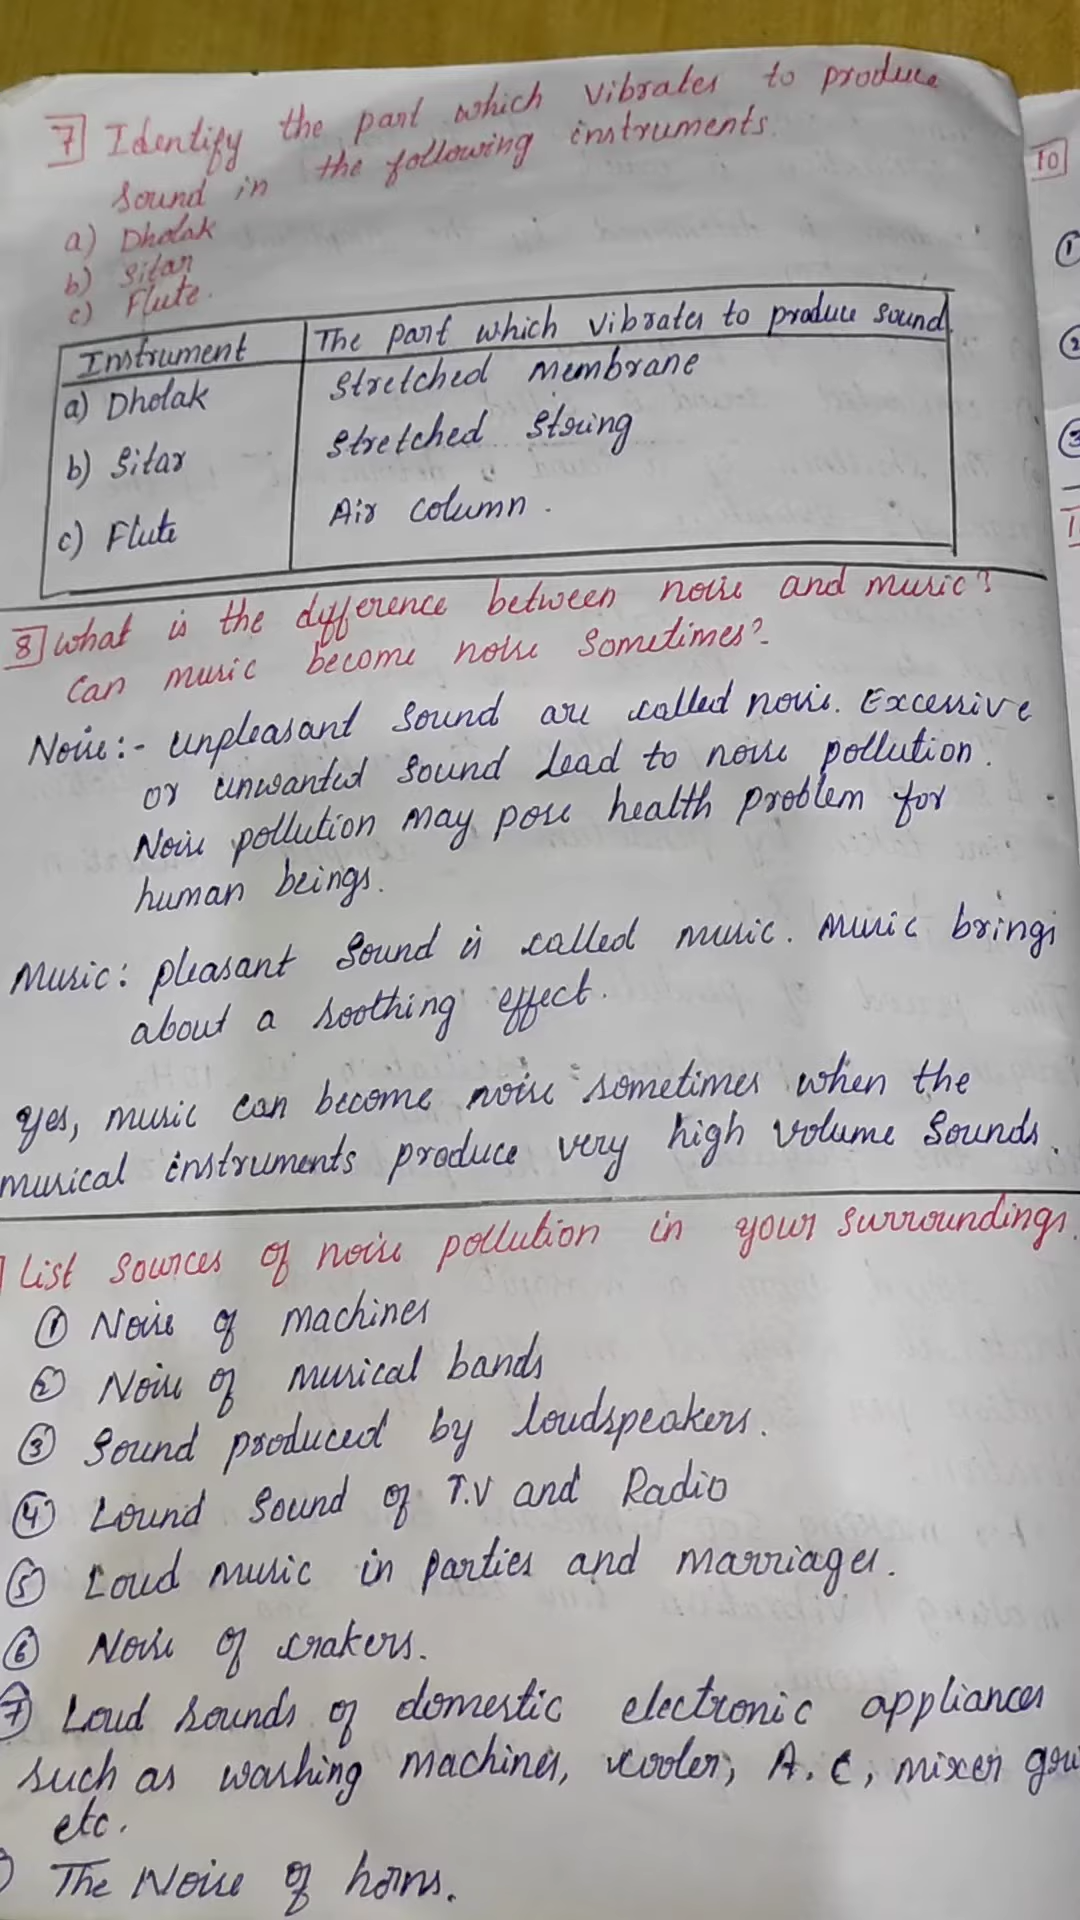 7 Identify the part which vibrates to produce
sound in the following instruments.
a) Dholak
b) Sitar
c) Flute.
Instrument The part which vibrates to produce sound.
a) Dholak Stretched membrane
b) Sitar Stretched String
c) Flute Air column.
8 What is the difference between noise and music?
Can music become noise sometimes?
Noise:- unpleasant sound are called noise. Excessive
or unwanted sound lead to noise pollution.
Noise pollution may pose health problem for
human beings.
Music: pleasant sound is called music. Music brings
about a soothing effect.
Yes, music can become noise sometimes when the
musical instruments produce very high volume sounds.
List sources of noise pollution in your surroundings.
① Noise of machines
② Noise of musical bands
③ Sound produced by loudspeakers.
④ Lound sound of T.V and Radio
⑤ Loud music in parties and marriages.
⑥ Noise of crakers.
⑦ Loud sounds of domestic electronic appliances
such as washing machines, cooler, A.C, mixer
etc.
The Noise of horns.
10
①
②
③